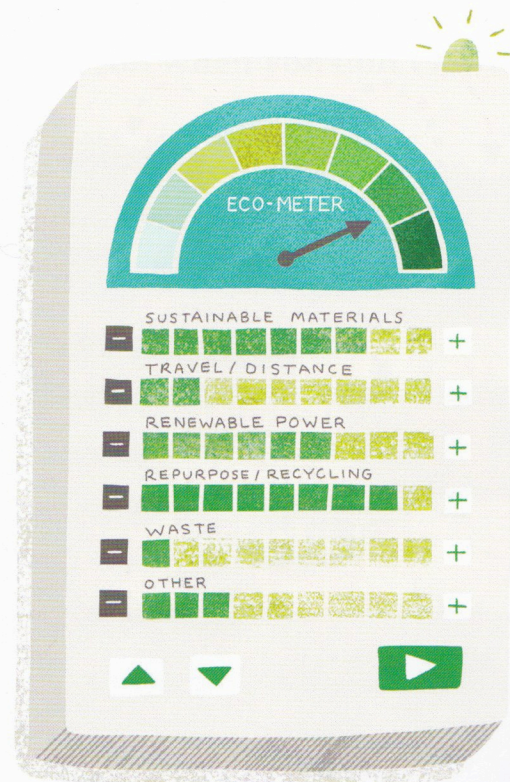 ECO-METER
SUSTAINABLE MATERIALS
TRAVEL/DISTANCE
RENEWABLE POWER
REPURPOSE/RECYCLING
WASTE
OTHER